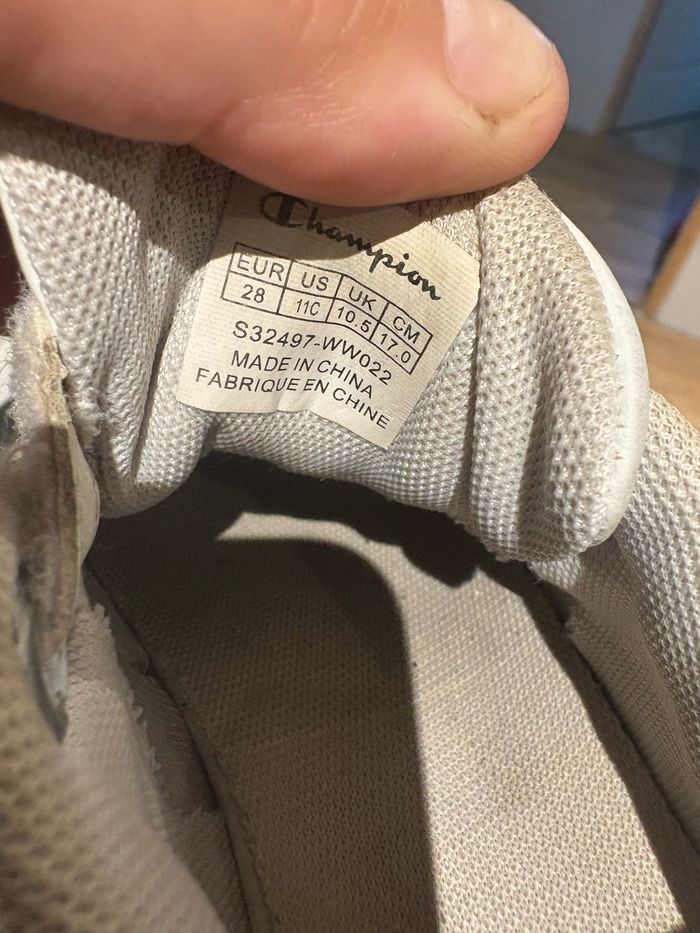 Champion
EUR US UK CM
28 11C 10.5 17.0
S32497-WW022
MADE IN CHINA
FABRIQUE EN CHINE